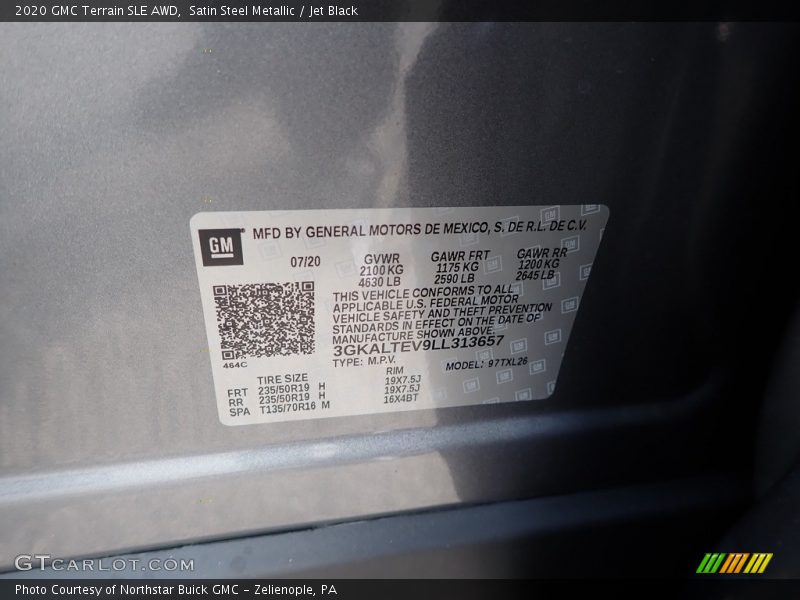 2020 GMC Terrain SLE AWD, Satin Steel Metallic / Jet Black
GM MFD BY GENERAL MOTORS DE MEXICO, S. DE R.L. DE C.V.
07/20 GVWR GAWR FRT GAWR RR
2100 KG 1175 KG 1200 KG
4630 LB 2590 LB 2645 LB
THIS VEHICLE CONFORMS TO ALL
APPLICABLE U.S. FEDERAL MOTOR
VEHICLE SAFETY AND THEFT PREVENTION
STANDARDS IN EFFECT ON THE DATE OF
MANUFACTURE SHOWN ABOVE.
3GKALTEV9LL313657
464C TYPE: M.P.V. MODEL: 97TXL26
TIRE SIZE RIM
FRT 235/50R19 H 19X7.5J
RR 235/50R19 H 19X7.5J
SPA T135/70R16 M 16X4BT
GTCARLOT.COM
Photo Courtesy of Northstar Buick GMC - Zelienople, PA